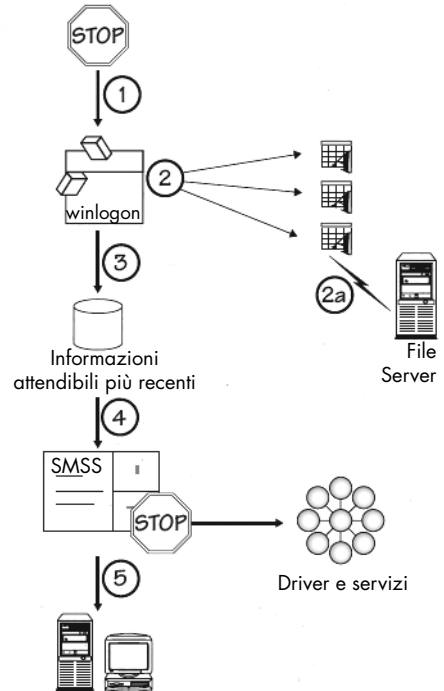 STOP
1
winlogon
2
2a
File
Server
3
Informazioni
attendibili più recenti
4
SMSS
STOP
Driver e servizi
5